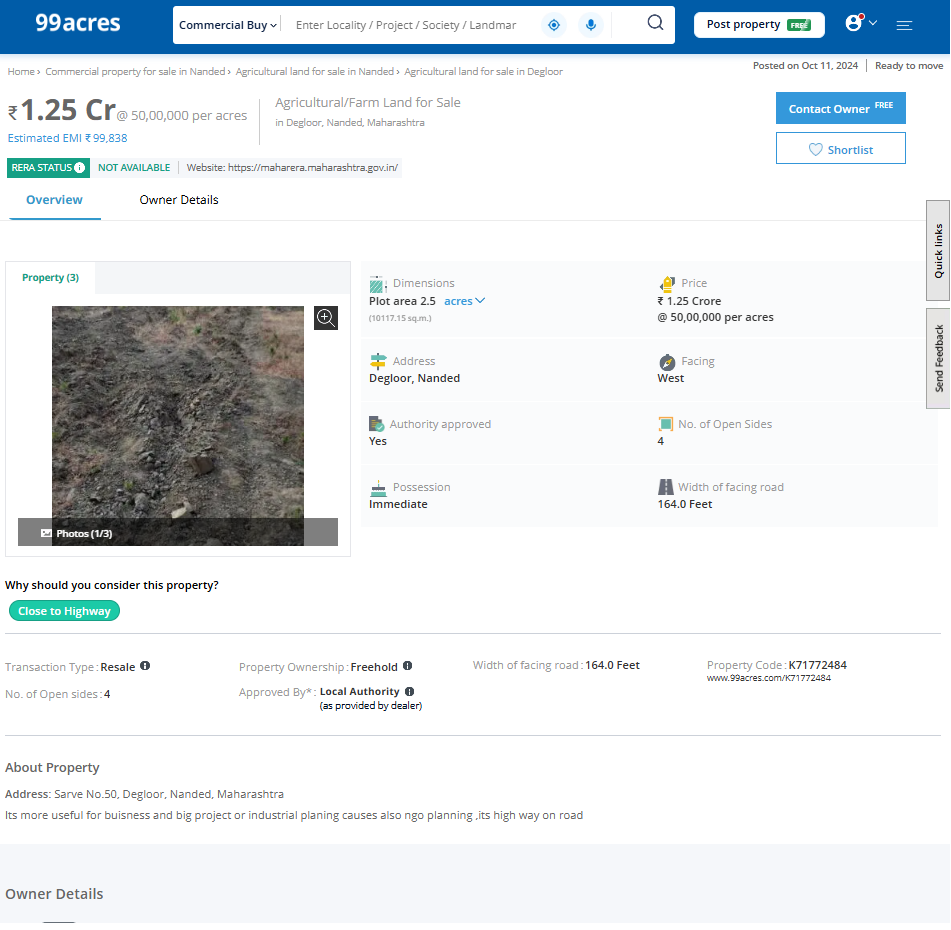 99acres
Commercial Buy
Enter Locality / Project / Society / Landmar
Post property FREE
Home › Commercial property for sale in Nanded › Agricultural land for sale in Nanded › Agricultural land for sale in Degloor
Posted on Oct 11, 2024 | Ready to move
₹ 1.25 Cr @ 50,00,000 per acres
Estimated EMI ₹ 99,838
Agricultural/Farm Land for Sale
in Degloor, Nanded, Maharashtra
Contact Owner FREE
Shortlist
RERA STATUS NOT AVAILABLE | Website: https://maharera.maharashtra.gov.in/
Overview
Owner Details
Quick links
Send Feedback
Property (3)
Photos (1/3)
Dimensions
Plot area 2.5 acres
(10117.15 sq.m.)
Price
₹ 1.25 Crore
@ 50,00,000 per acres
Address
Degloor, Nanded
Facing
West
Authority approved
Yes
No. of Open Sides
4
Possession
Immediate
Width of facing road
164.0 Feet
Why should you consider this property?
Close to Highway
Transaction Type : Resale
Property Ownership : Freehold
Width of facing road : 164.0 Feet
Property Code : K71772484
www.99acres.com/K71772484
No. of Open sides : 4
Approved By* : Local Authority
(as provided by dealer)
About Property
Address: Sarve No.50, Degloor, Nanded, Maharashtra
Its more useful for buisness and big project or industrial planing causes also ngo planning ,its high way on road
Owner Details